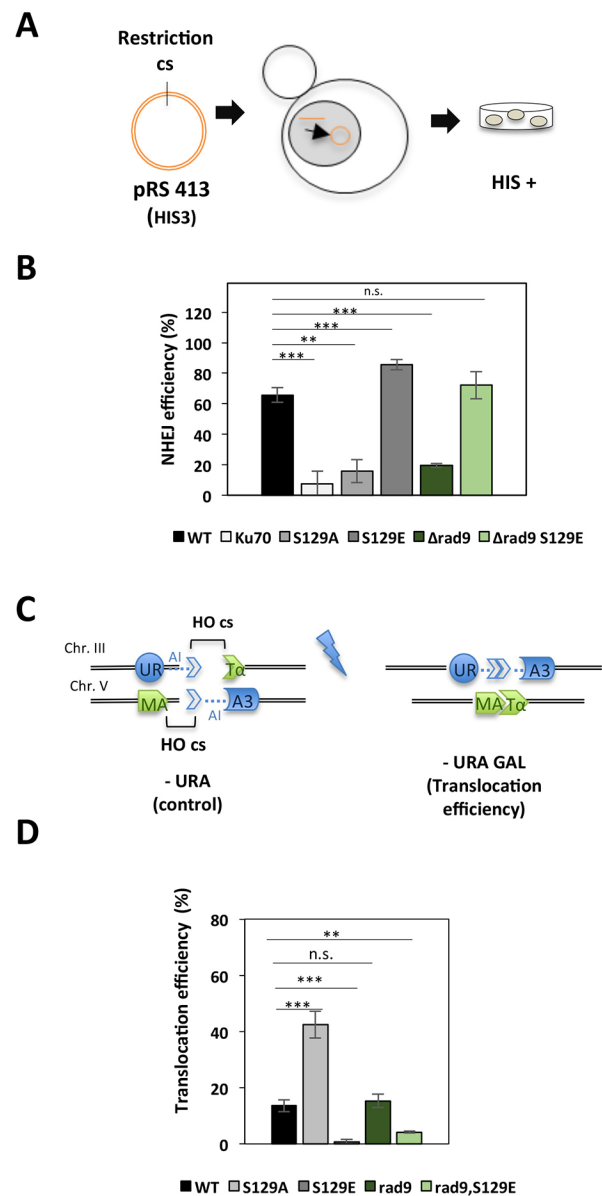 A
Restriction
cs
pRS 413
(HIS3)
HIS +
B
NHEJ efficiency (%)
120
100
80
60
40
20
0
n.s.
***
***
**
***
WT Ku70 S129A S129E Δrad9 Δrad9 S129E
C
HO cs
Chr. III
UR
AI
Tα
Chr. V
MA
AI
A3
HO cs
- URA
(control)
UR
A3
MA
Tα
- URA GAL
(Translocation
efficiency)
D
Translocation efficiency (%)
80
60
40
20
0
**
n.s.
***
***
WT S129A S129E rad9 rad9,S129E